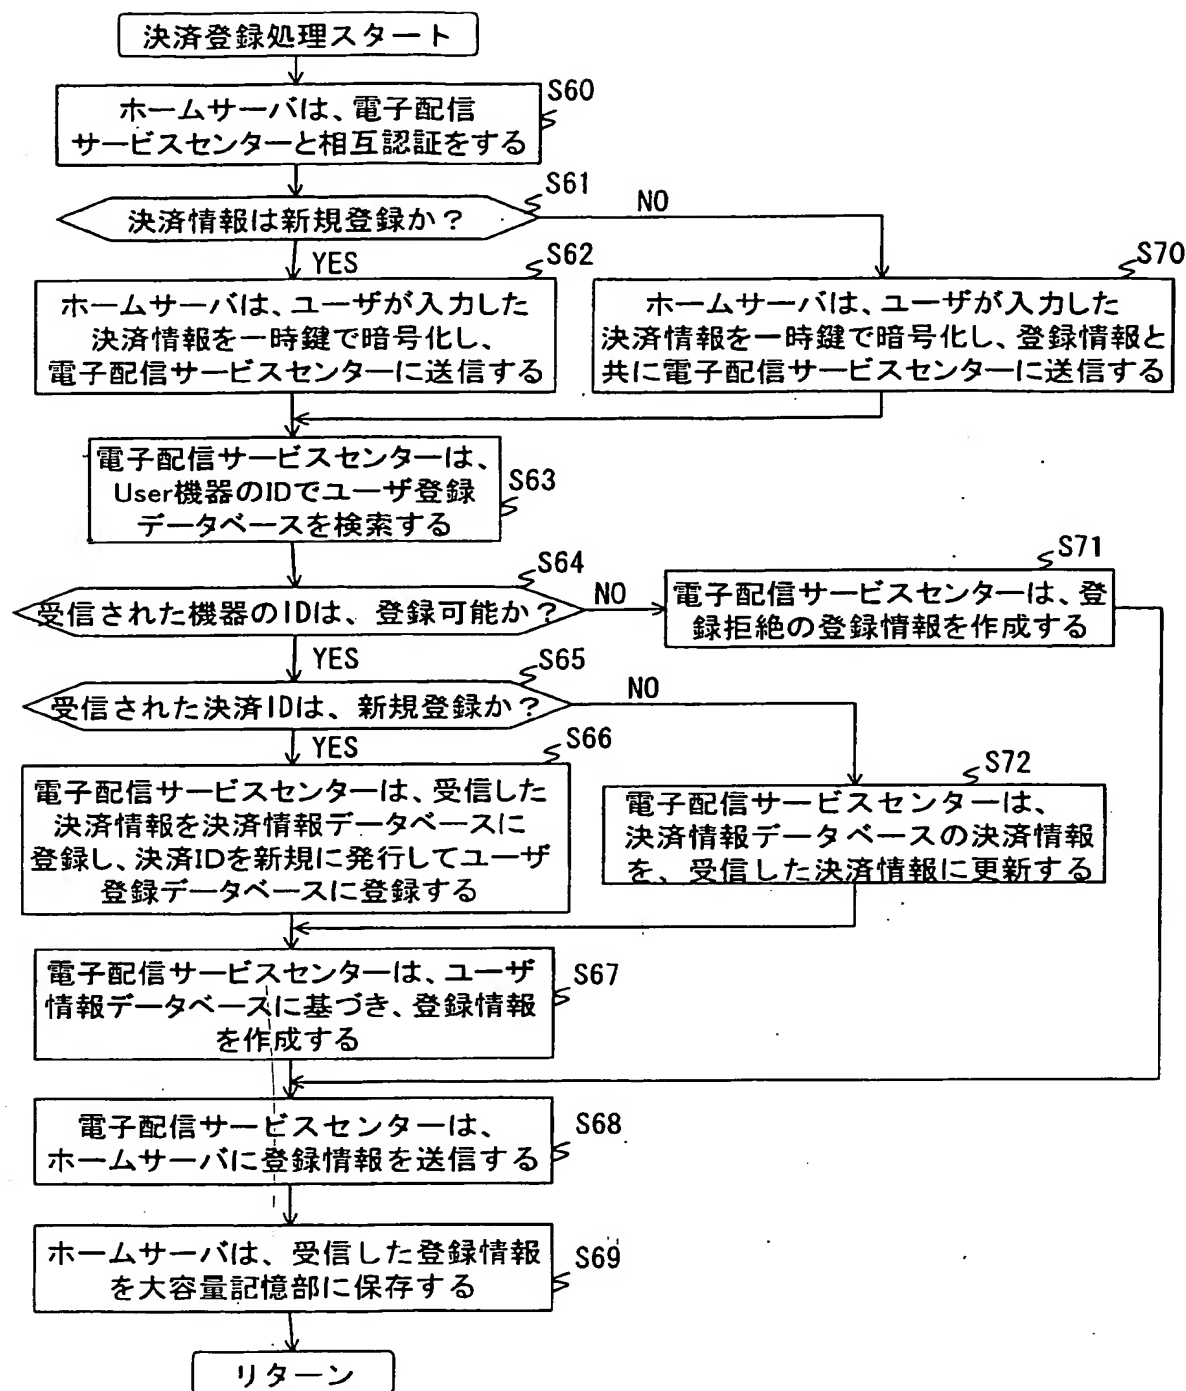 決済登録処理スタート
S60
ホームサーバは、電子配信
サービスセンターと相互認証をする
S61
決済情報は新規登録か？
NO
YES
S62
ホームサーバは、ユーザが入力した
決済情報を一時鍵で暗号化し、
電子配信サービスセンターに送信する
S70
ホームサーバは、ユーザが入力した
決済情報を一時鍵で暗号化し、登録情報と
共に電子配信サービスセンターに送信する
電子配信サービスセンターは、
User機器のIDでユーザ登録
データベースを検索する
S63
S64
受信された機器のIDは、登録可能か？
NO
S71
電子配信サービスセンターは、登
録拒絶の登録情報を作成する
YES
S65
受信された決済IDは、新規登録か？
NO
YES
S66
電子配信サービスセンターは、受信した
決済情報を決済情報データベースに
登録し、決済IDを新規に発行してユーザ
登録データベースに登録する
S72
電子配信サービスセンターは、
決済情報データベースの決済情報
を、受信した決済情報に更新する
電子配信サービスセンターは、ユーザ
情報データベースに基づき、登録情報
を作成する
S67
電子配信サービスセンターは、
ホームサーバに登録情報を送信する
S68
ホームサーバは、受信した登録情報
を大容量記憶部に保存する
S69
リターン